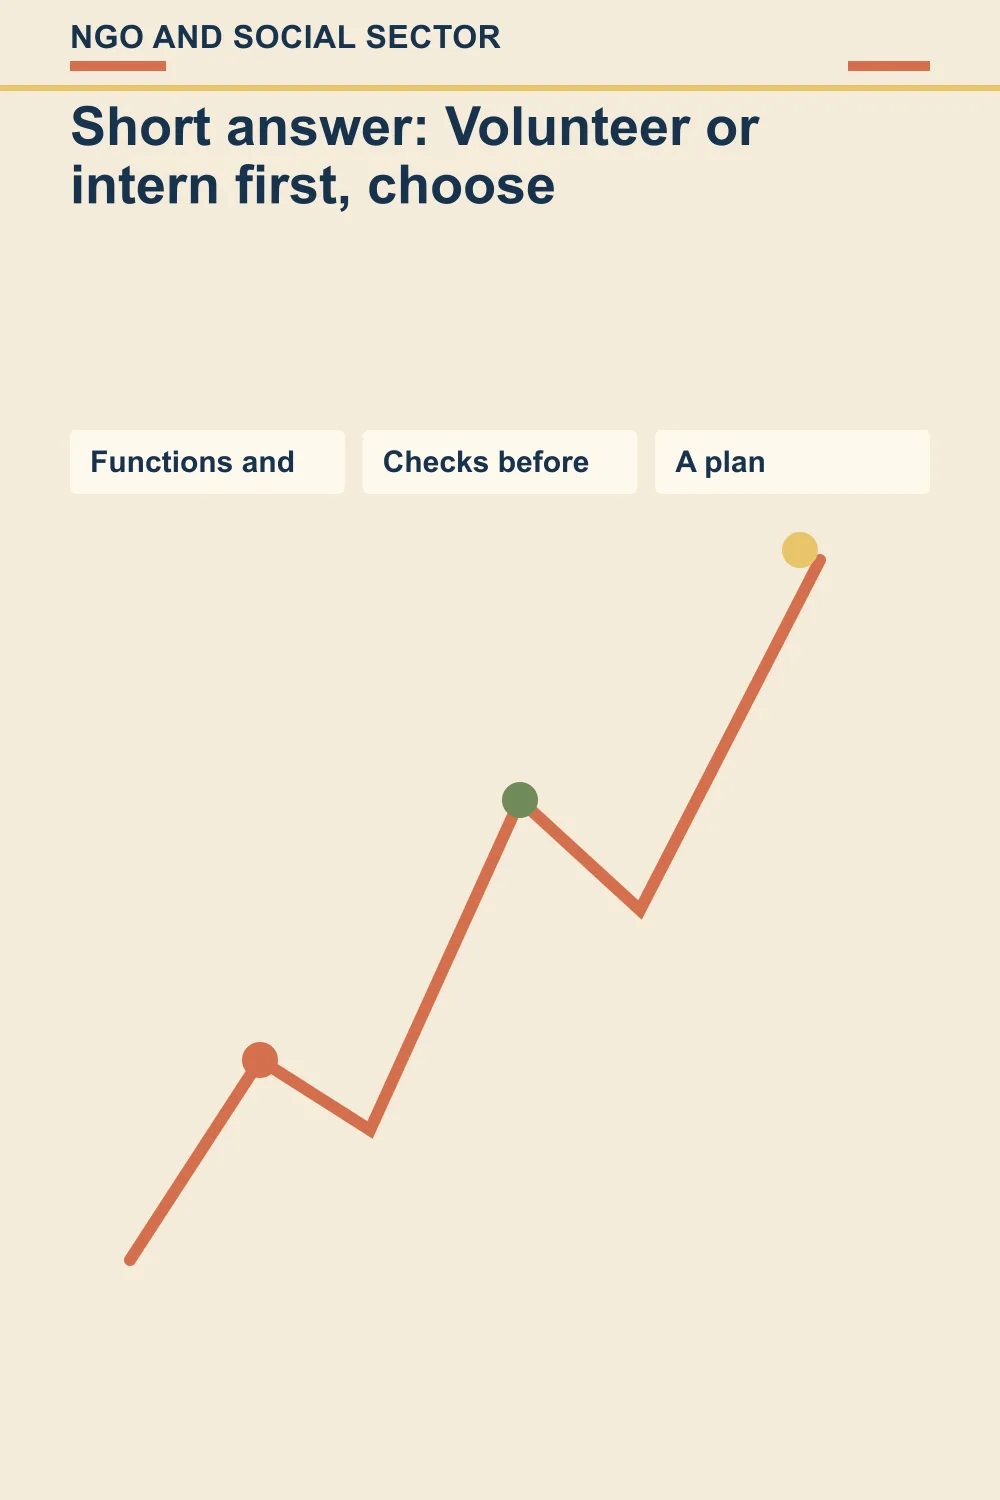 NGO AND SOCIAL SECTOR
Short answer: Volunteer or
intern first, choose
Functions and
Checks before
A plan